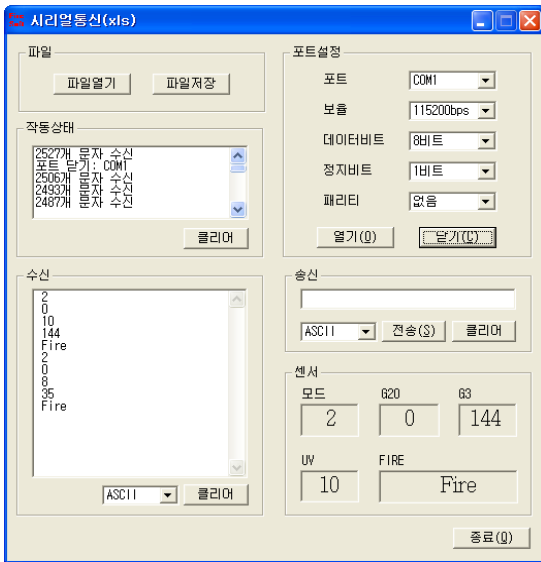 시리얼통신(xls)
파일
파일열기 파일저장
작동상태
2527개 문자 수신
포트 닫기: COM1
2506개 문자 수신
2493개 문자 수신
2487개 문자 수신
클리어
수신
2
0
10
144
Fire
2
0
8
35
Fire
ASCII 클리어
포트설정
포트 COM1
보율 115200bps
데이터비트 8비트
정지비트 1비트
패리티 없음
열기(O) 닫기(C)
송신
ASCII 전송(S) 클리어
센서
모드 G20 G3
2 0 144
UV FIRE
10 Fire
종료(Q)